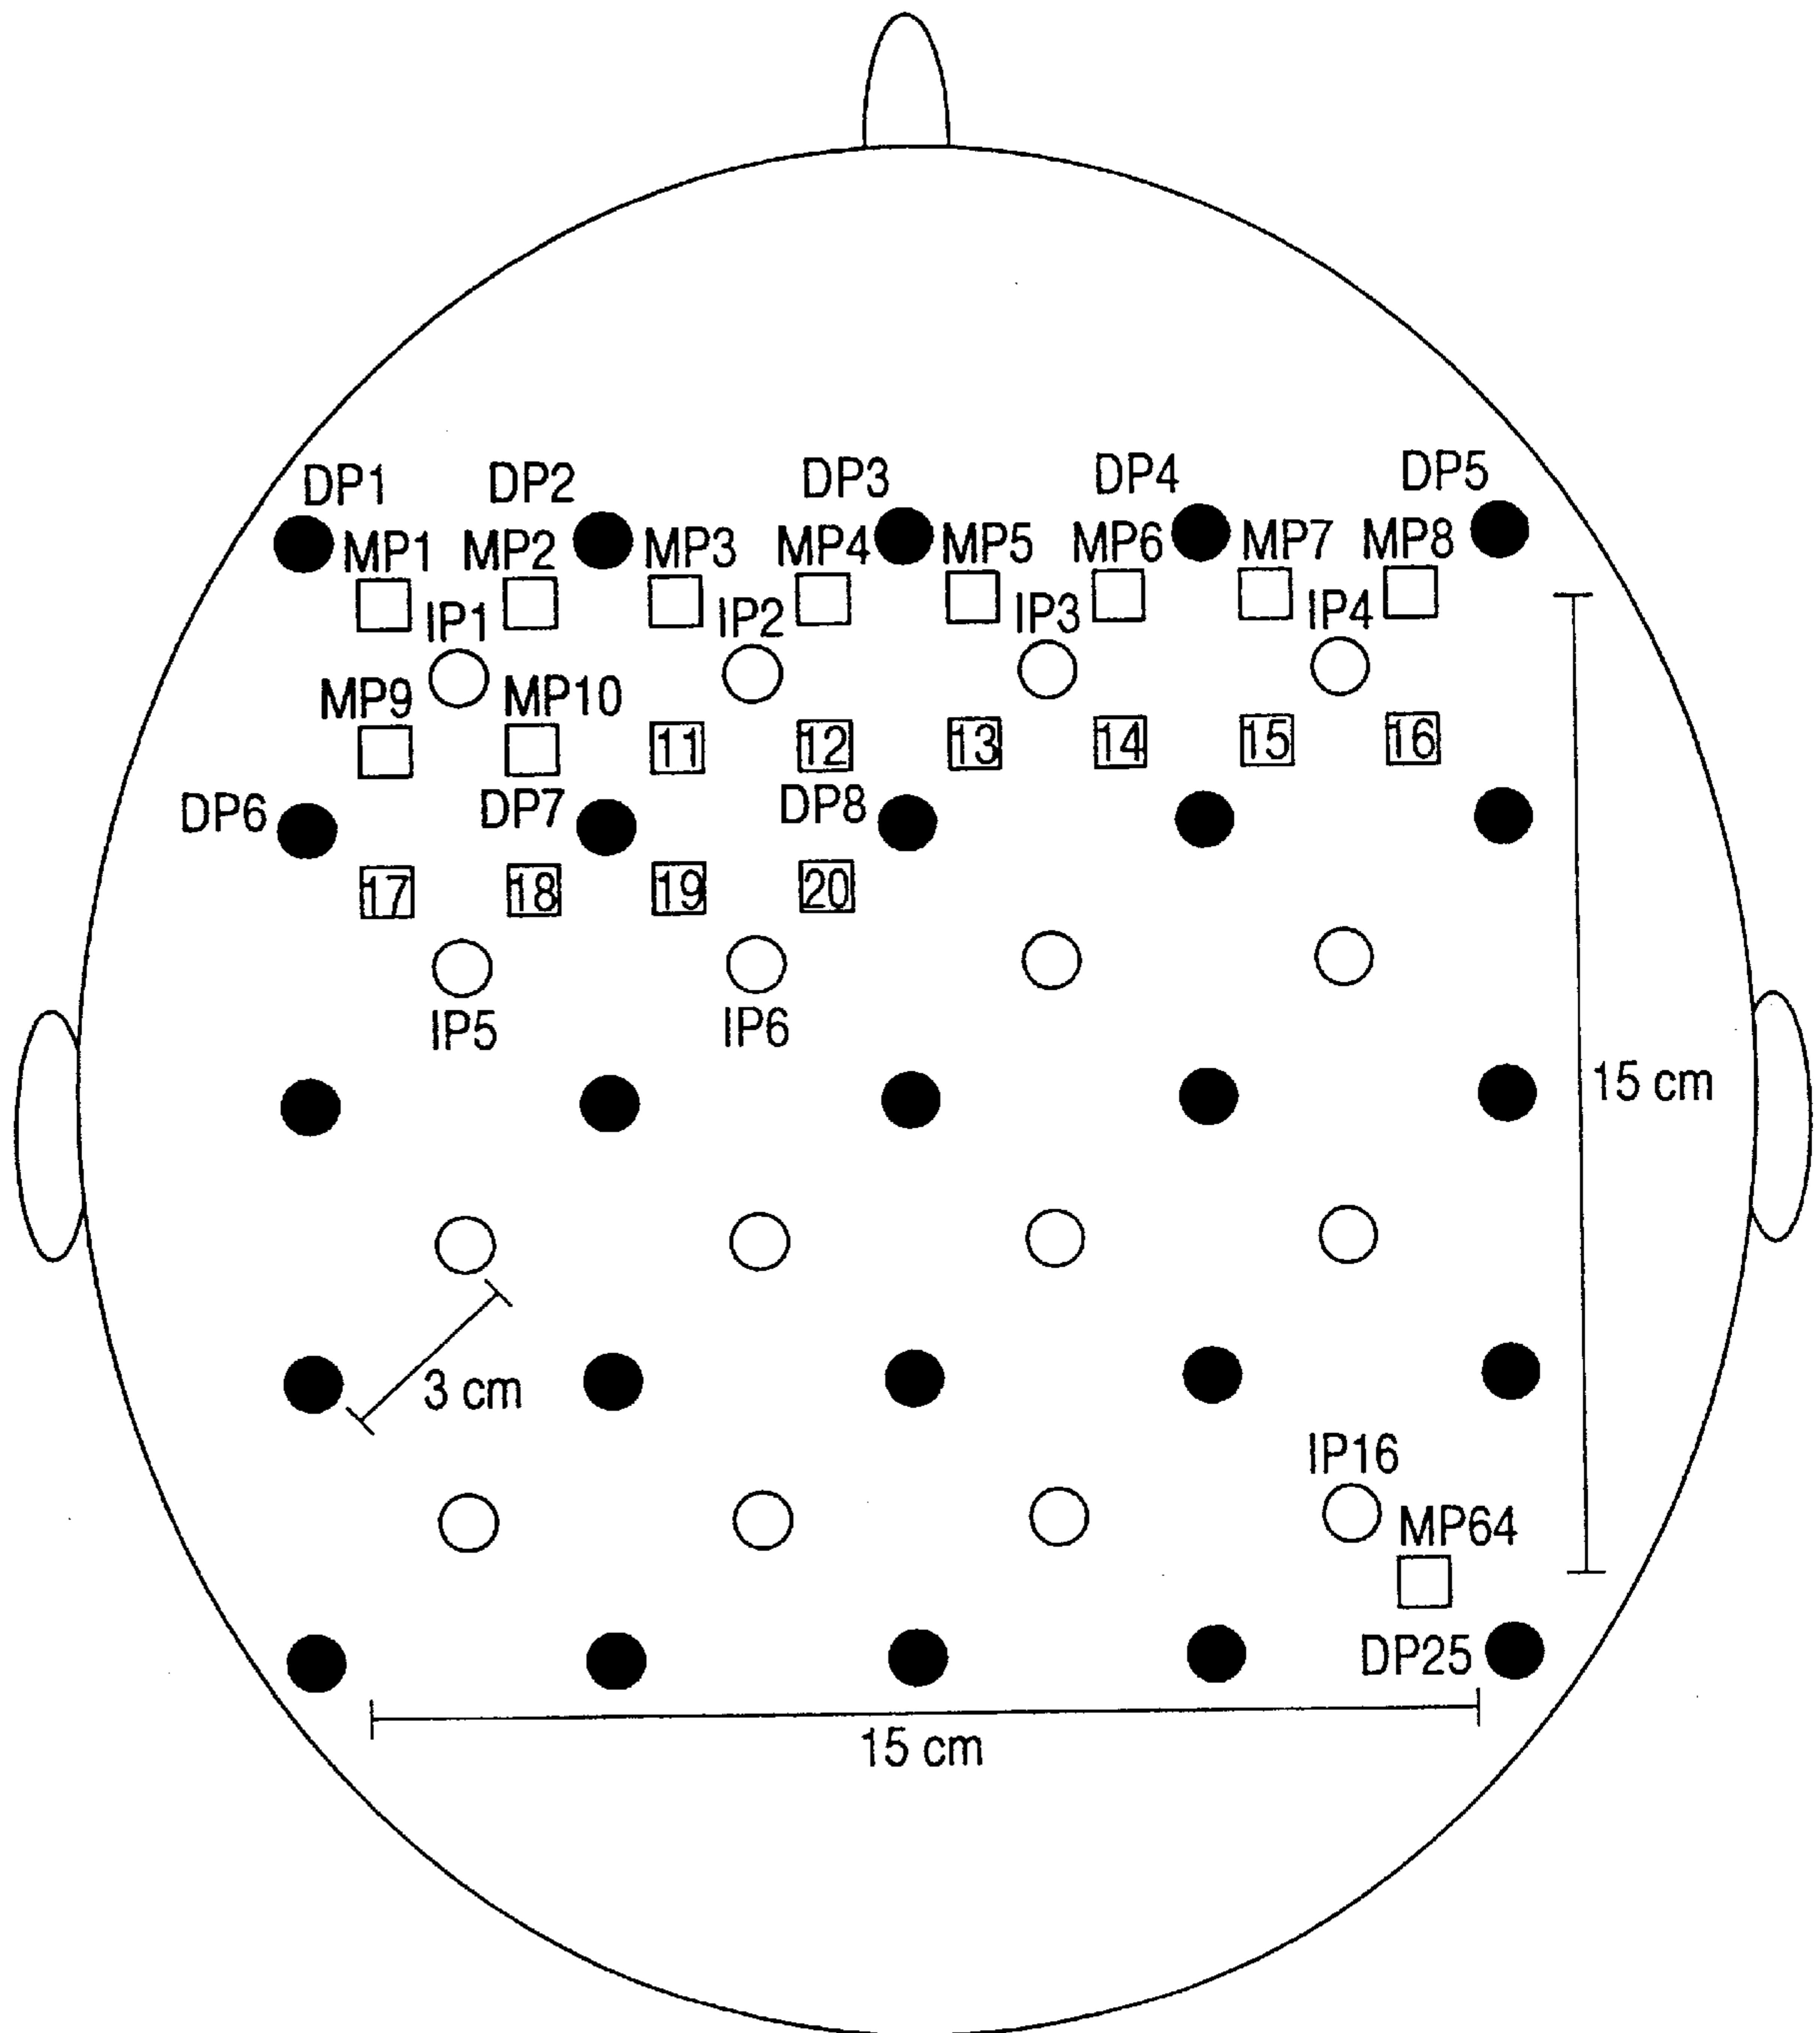 DP1 DP2 DP3 DP4 DP5
MP1 MP2 MP3 MP4 MP5 MP6 MP7 MP8
IP1 IP2 IP3 IP4
MP9 MP10
11 12 13 14 15 16
DP6 DP7 DP8
17 18 19 20
IP5 IP6
15 cm
3 cm
IP16
MP64
DP25
15 cm